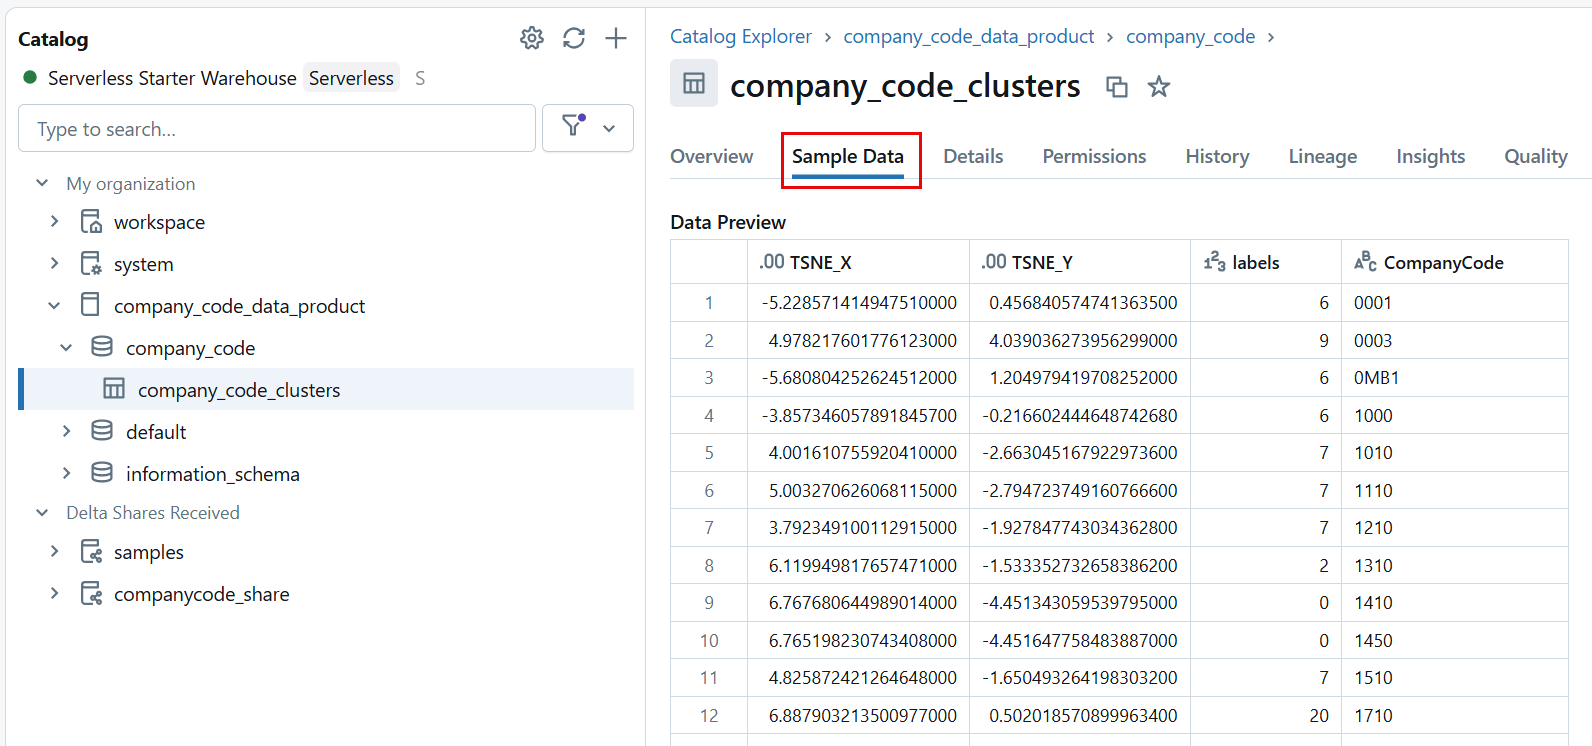 Catalog
Serverless Starter Warehouse Serverless S
Type to search...
My organization
workspace
system
company_code_data_product
company_code
company_code_clusters
default
information_schema
Delta Shares Received
samples
companycode_share
Catalog Explorer > company_code_data_product > company_code >
company_code_clusters
Overview Sample Data Details Permissions History Lineage Insights Quality
Data Preview
.00 TSNE_X .00 TSNE_Y 123 labels ABC CompanyCode
1 -5.228571414947510000 0.456840574741363500 6 0001
2 4.978217601776123000 4.039036273956299000 9 0003
3 -5.680804252624512000 1.204979419708252000 6 0MB1
4 -3.857346057891845700 -0.216602444648742680 6 1000
5 4.001610755920410000 -2.663045167922973600 7 1010
6 5.003270626068115000 -2.794723749160766600 7 1110
7 3.792349100112915000 -1.927847743034362800 7 1210
8 6.119949817657471000 -1.533352732658386200 2 1310
9 6.767680644989014000 -4.451343059539795000 0 1410
10 6.765198230743408000 -4.451647758483887000 0 1450
11 4.825872421264648000 -1.650493264198303200 7 1510
12 6.887903213500977000 0.502018570899963400 20 1710